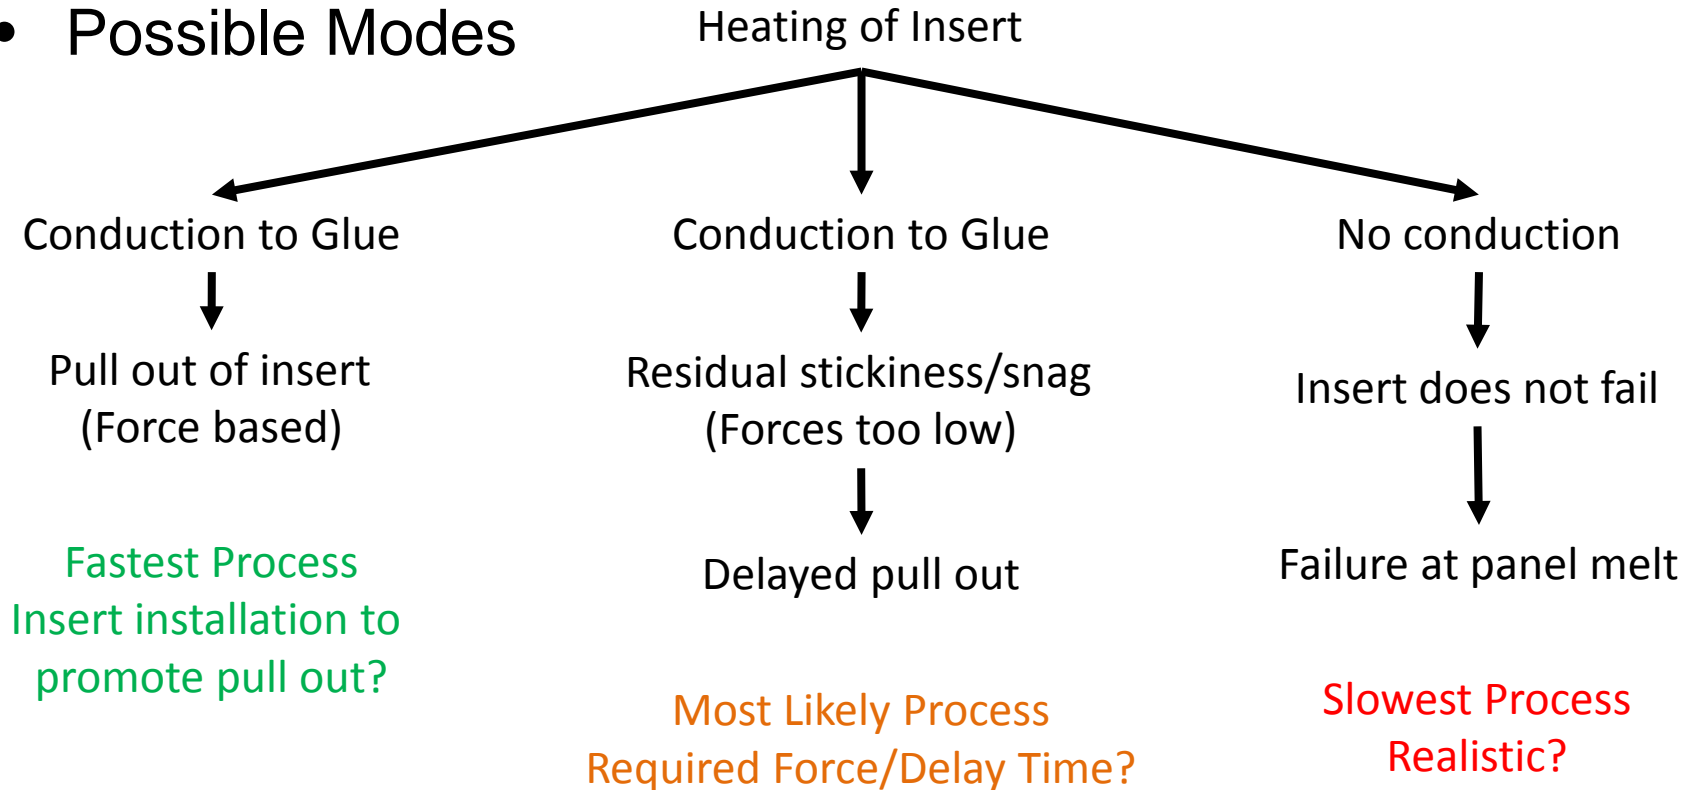 • Possible Modes
Heating of Insert
Conduction to Glue
Pull out of insert
(Force based)
Fastest Process
Insert installation to
promote pull out?
Conduction to Glue
Residual stickiness/snag
(Forces too low)
Delayed pull out
Most Likely Process
Required Force/Delay Time?
No conduction
Insert does not fail
Failure at panel melt
Slowest Process
Realistic?